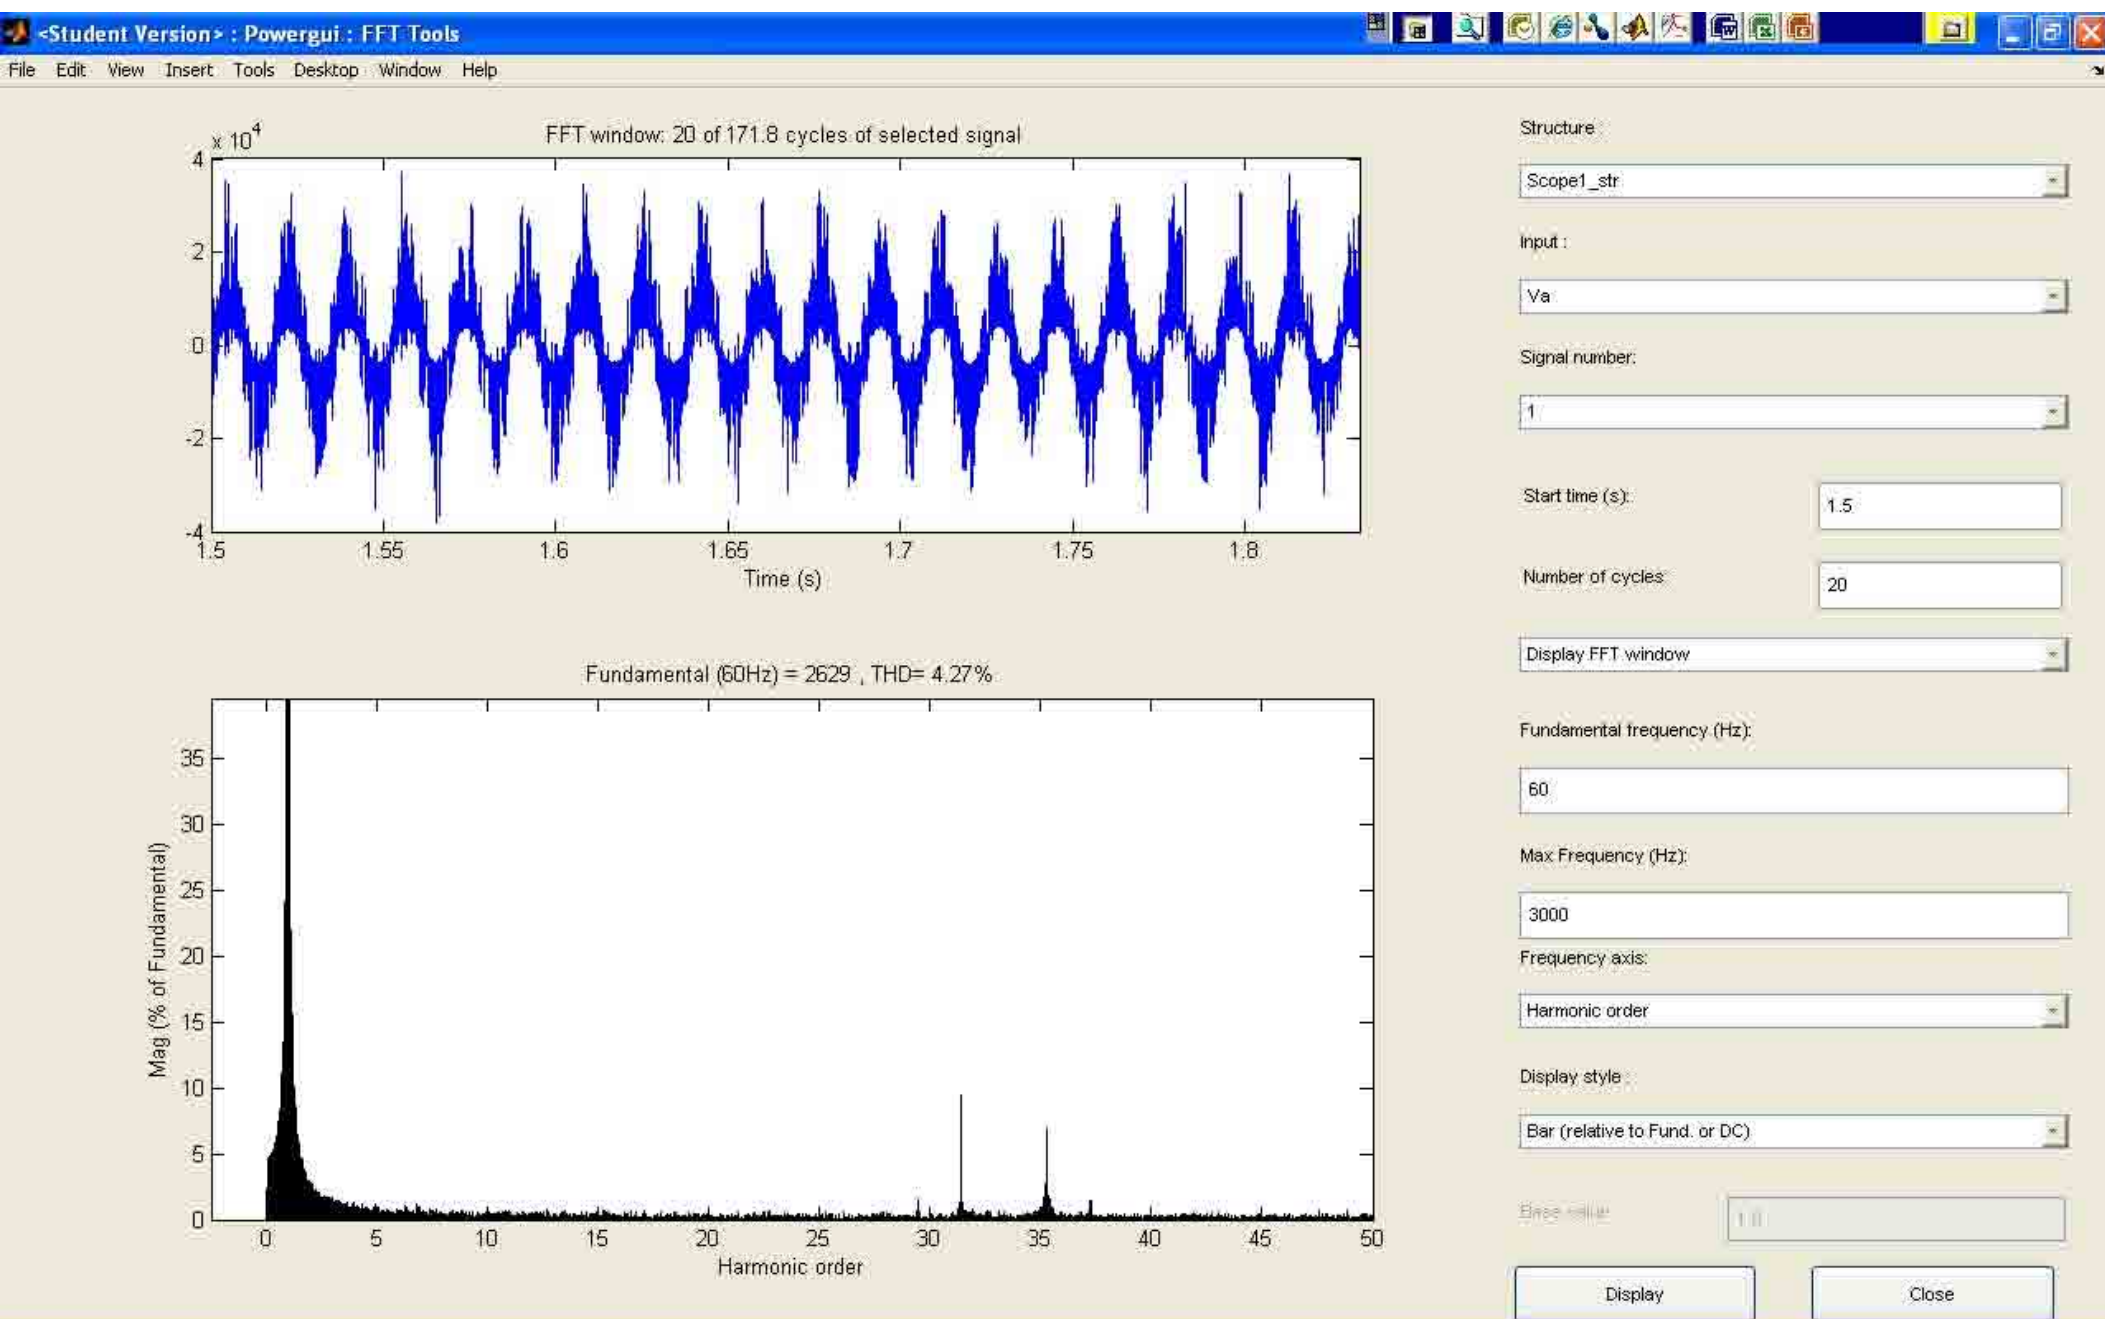 <Student Version> : Powergui : FFT Tools
File Edit View Insert Tools Desktop Window Help
x 10^4
FFT window: 20 of 171.8 cycles of selected signal
4
2
0
-2
-4
1.5 1.55 1.6 1.65 1.7 1.75 1.8
Time (s)
Fundamental (60Hz) = 2629 , THD= 4.27%
Mag (% of Fundamental)
35
30
25
20
15
10
5
0
0 5 10 15 20 25 30 35 40 45 50
Harmonic order
Structure :
Scope1_str
Input :
Va
Signal number:
1
Start time (s):
1.5
Number of cycles:
20
Display FFT window
Fundamental frequency (Hz):
60
Max Frequency (Hz):
3000
Frequency axis:
Harmonic order
Display style :
Bar (relative to Fund. or DC)
Base value
1.0
Display Close